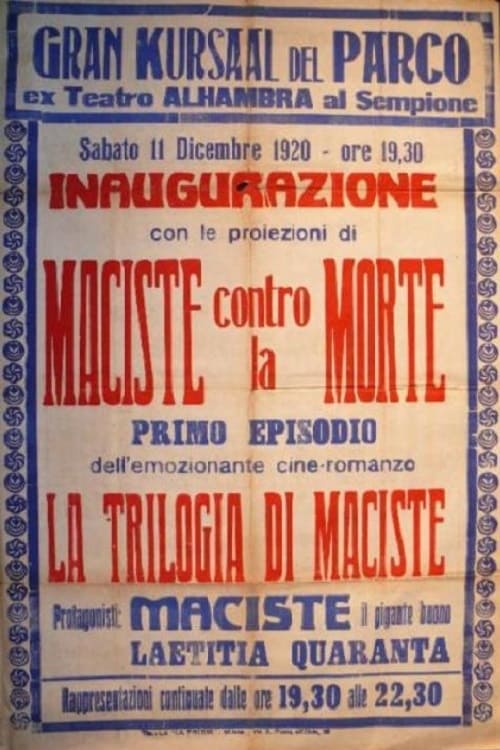 GRAN KURSAAL DEL PARCO
ex Teatro ALHAMBRA al Sempione
Sabato 11 Dicembre 1920 - ore 19,30
INAUGURAZIONE
con le proiezioni di
MACISTE contro la MORTE
PRIMO EPISODIO
dell'emozionante cine-romanzo
LA TRILOGIA DI MACISTE
Protagonisti: MACISTE il gigante buono
LAETITIA QUARANTA
Rappresentazioni continuate dalle ore 19,30 alle 22,30